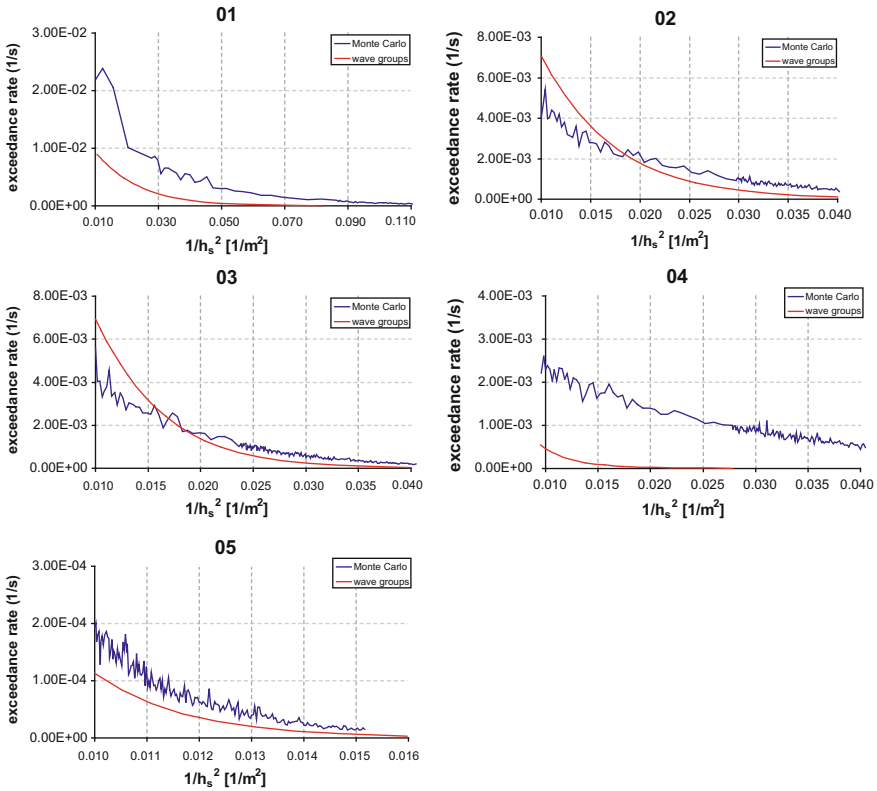 01
exceedance rate (1/s)
3.00E-02
2.00E-02
1.00E-02
0.00E+00
Monte Carlo
wave groups
0.010 0.030 0.050 0.070 0.090 0.110
1/hs² [1/m²]
02
exceedance rate (1/s)
8.00E-03
6.00E-03
4.00E-03
2.00E-03
0.00E+00
Monte Carlo
wave groups
0.010 0.015 0.020 0.025 0.030 0.035 0.040
1/hs² [1/m²]
03
exceedance rate (1/s)
8.00E-03
6.00E-03
4.00E-03
2.00E-03
0.00E+00
Monte Carlo
wave groups
0.010 0.015 0.020 0.025 0.030 0.035 0.040
1/hs² [1/m²]
04
exceedance rate (1/s)
4.00E-03
3.00E-03
2.00E-03
1.00E-03
0.00E+00
Monte Carlo
wave groups
0.010 0.015 0.020 0.025 0.030 0.035 0.040
1/hs² [1/m²]
05
exceedance rate (1/s)
3.00E-04
2.00E-04
1.00E-04
0.00E+00
Monte Carlo
wave groups
0.010 0.011 0.012 0.013 0.014 0.015 0.016
1/hs² [1/m²]